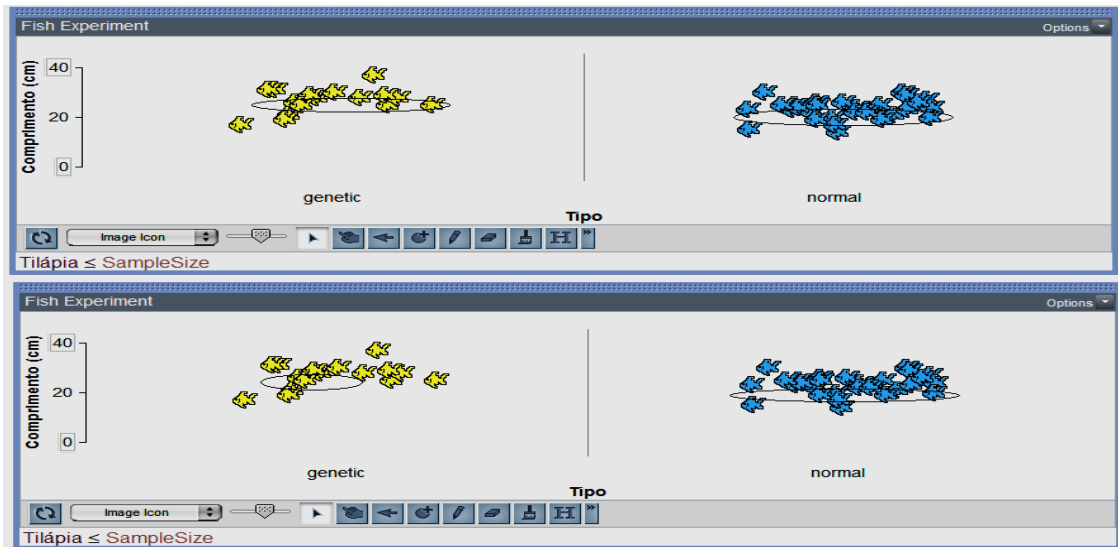 Fish Experiment
Options
Comprimento (cm)
40
20
0
genetic
normal
Tipo
Image Icon
H
»
Tilápia ≤ SampleSize
Fish Experiment
Options
Comprimento (cm)
40
20
0
genetic
normal
Tipo
Image Icon
H
»
Tilápia ≤ SampleSize